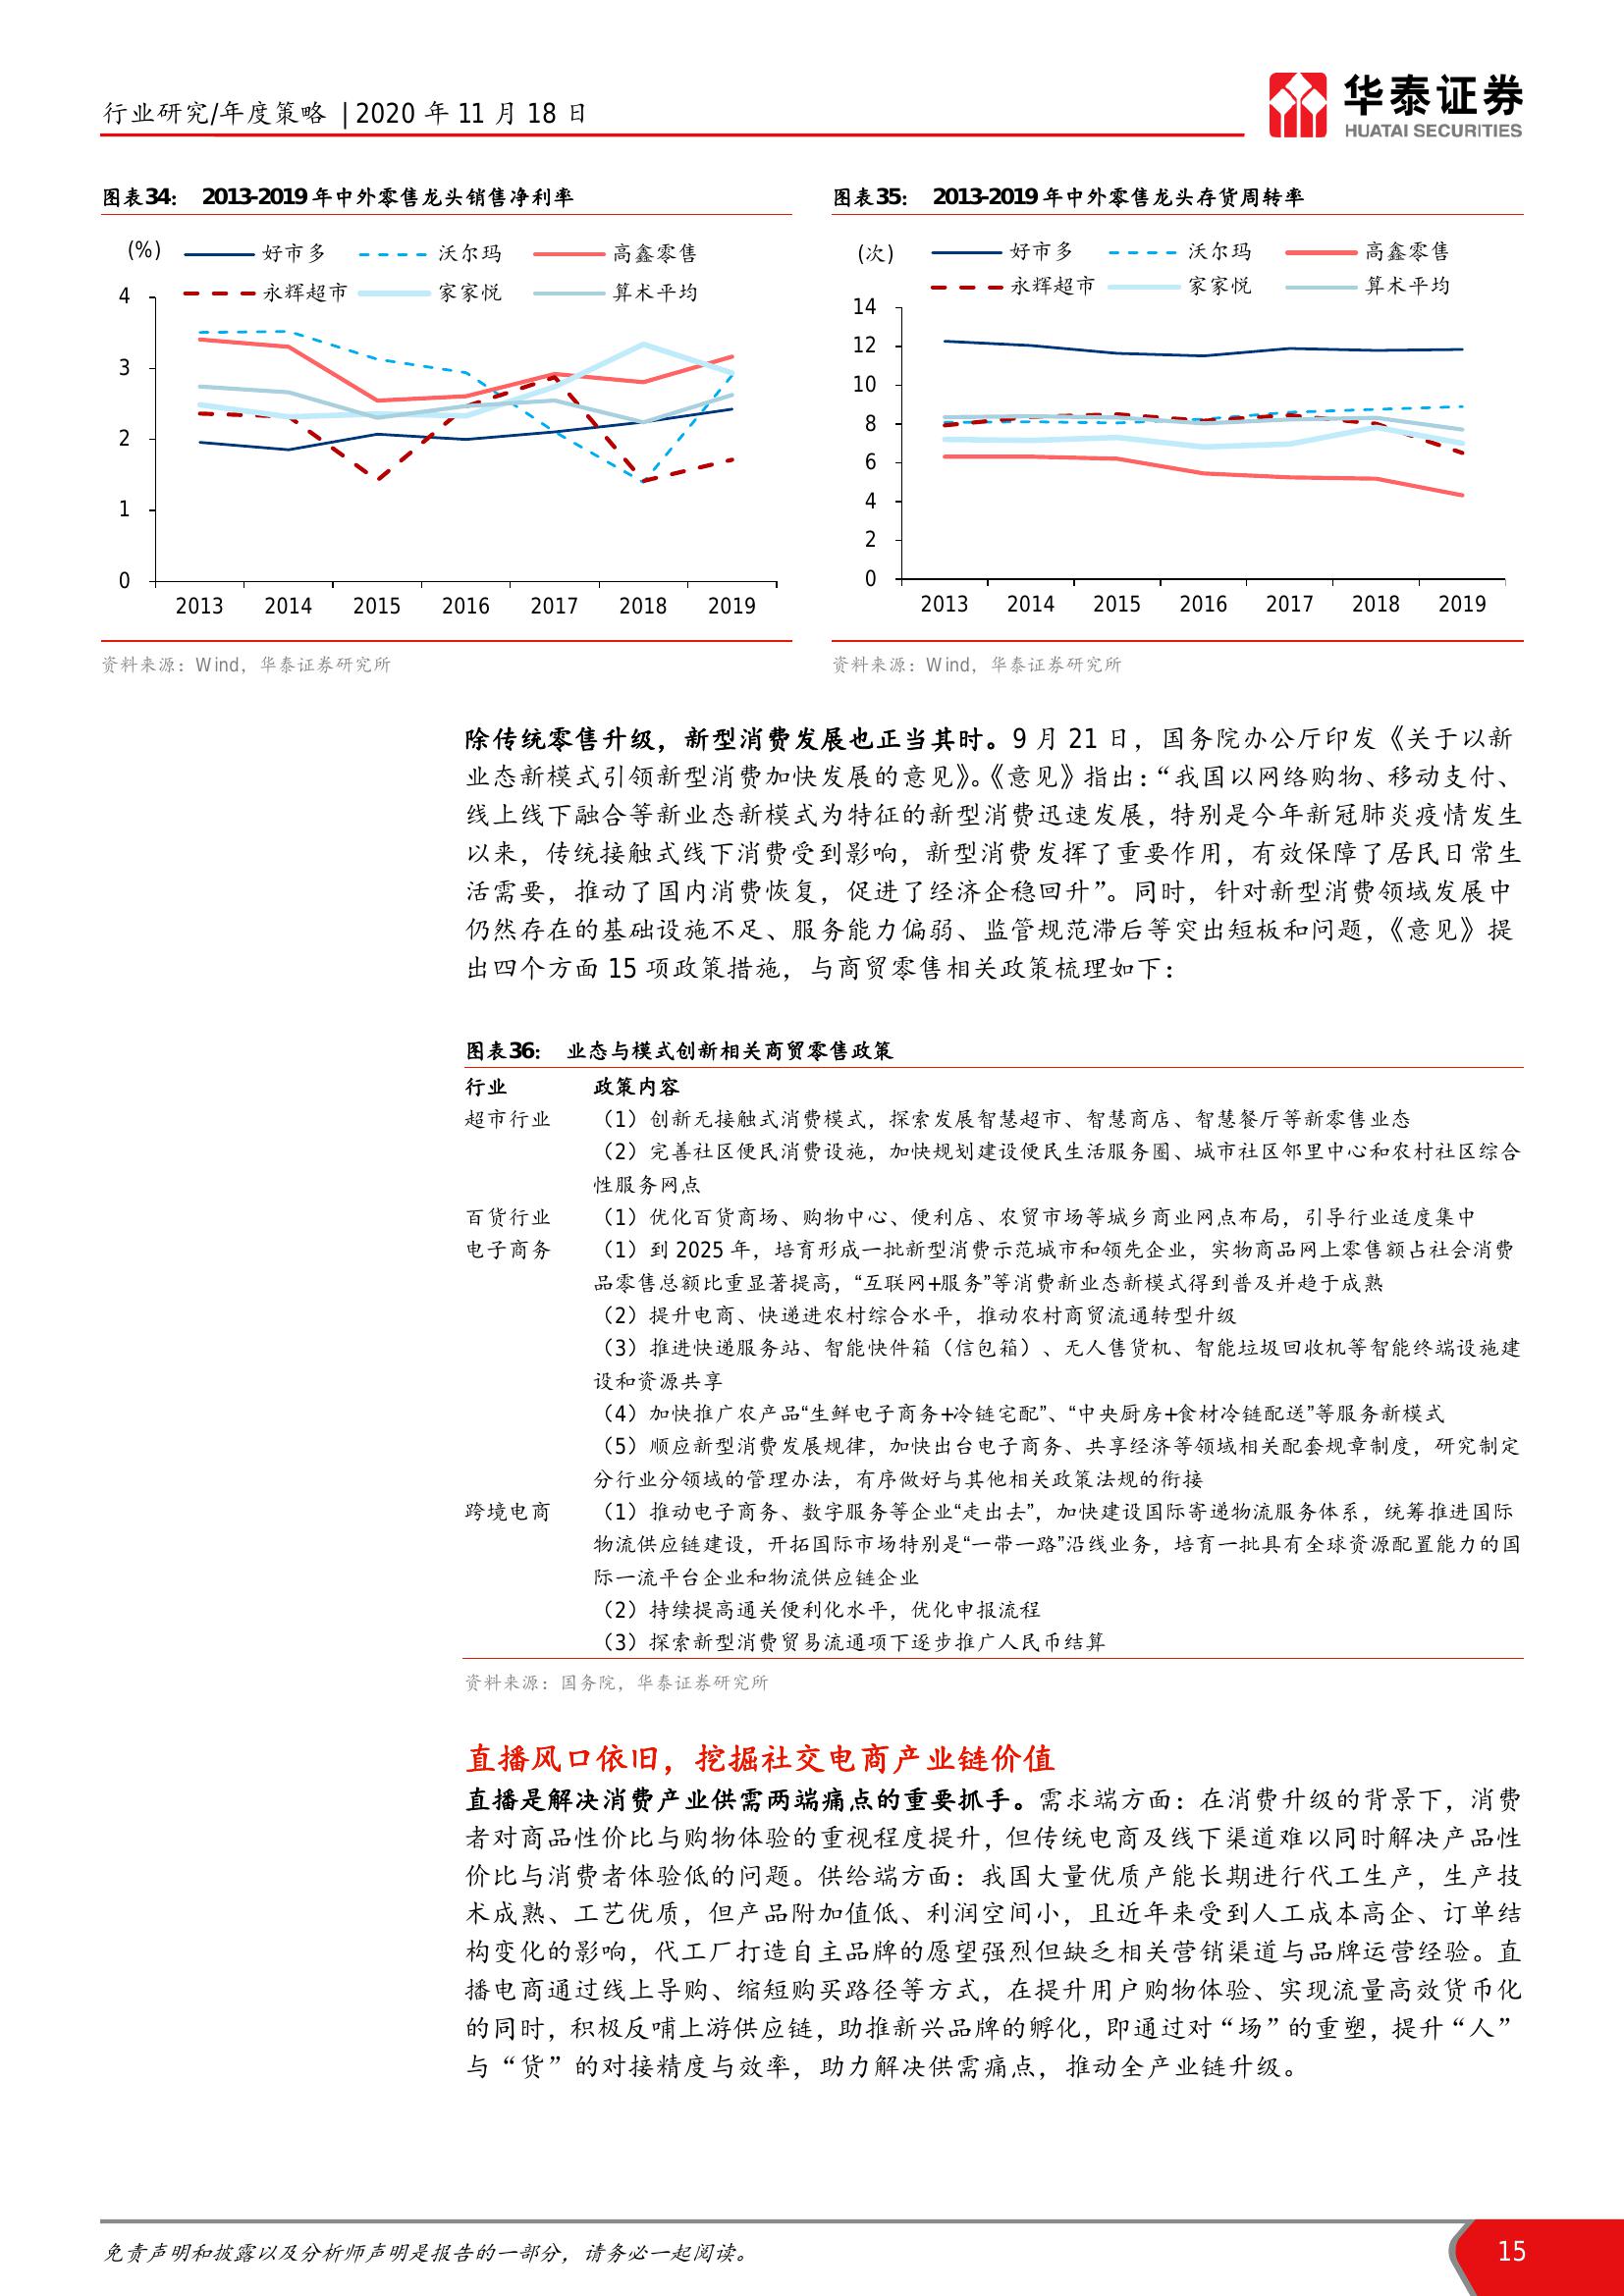 行业研究/年度策略 | 2020 年 11 月 18 日
华泰证券
HUATAI SECURITIES
图表34： 2013-2019 年中外零售龙头销售净利率
(%)
好市多 沃尔玛 高鑫零售
永辉超市 家家悦 算术平均
4
3
2
1
0
2013 2014 2015 2016 2017 2018 2019
资料来源：Wind，华泰证券研究所
图表35： 2013-2019 年中外零售龙头存货周转率
(次)
好市多 沃尔玛 高鑫零售
永辉超市 家家悦 算术平均
14
12
10
8
6
4
2
0
2013 2014 2015 2016 2017 2018 2019
资料来源：Wind，华泰证券研究所
除传统零售升级，新型消费发展也正当其时。9 月 21 日，国务院办公厅印发《关于以新
业态新模式引领新型消费加快发展的意见》。《意见》指出：“我国以网络购物、移动支付、
线上线下融合等新业态新模式为特征的新型消费迅速发展，特别是今年新冠肺炎疫情发生
以来，传统接触式线下消费受到影响，新型消费发挥了重要作用，有效保障了居民日常生
活需要，推动了国内消费恢复，促进了经济企稳回升”。同时，针对新型消费领域发展中
仍然存在的基础设施不足、服务能力偏弱、监管规范滞后等突出短板和问题，《意见》提
出四个方面 15 项政策措施，与商贸零售相关政策梳理如下：
图表36： 业态与模式创新相关商贸零售政策
行业 政策内容
超市行业 （1）创新无接触式消费模式，探索发展智慧超市、智慧商店、智慧餐厅等新零售业态
（2）完善社区便民消费设施，加快规划建设便民生活服务圈、城市社区邻里中心和农村社区综合
性服务网点
百货行业 （1）优化百货商场、购物中心、便利店、农贸市场等城乡商业网点布局，引导行业适度集中
电子商务 （1）到 2025 年，培育形成一批新型消费示范城市和领先企业，实物商品网上零售额占社会消费
品零售总额比重显著提高，“互联网+服务”等消费新业态新模式得到普及并趋于成熟
（2）提升电商、快递进农村综合水平，推动农村商贸流通转型升级
（3）推进快递服务站、智能快件箱（信包箱）、无人售货机、智能垃圾回收机等智能终端设施建
设和资源共享
（4）加快推广农产品“生鲜电子商务+冷链宅配”、“中央厨房+食材冷链配送”等服务新模式
（5）顺应新型消费发展规律，加快出台电子商务、共享经济等领域相关配套规章制度，研究制定
分行业分领域的管理办法，有序做好与其他相关政策法规的衔接
跨境电商 （1）推动电子商务、数字服务等企业“走出去”，加快建设国际寄递物流服务体系，统筹推进国际
物流供应链建设，开拓国际市场特别是“一带一路”沿线业务，培育一批具有全球资源配置能力的国
际一流平台企业和物流供应链企业
（2）持续提高通关便利化水平，优化申报流程
（3）探索新型消费贸易流通项下逐步推广人民币结算
资料来源：国务院，华泰证券研究所
直播风口依旧，挖掘社交电商产业链价值
直播是解决消费产业供需两端痛点的重要抓手。需求端方面：在消费升级的背景下，消费
者对商品性价比与购物体验的重视程度提升，但传统电商及线下渠道难以同时解决产品性
价比与消费者体验低的问题。供给端方面：我国大量优质产能长期进行代工生产，生产技
术成熟、工艺优质，但产品附加值低、利润空间小，且近年来受到人工成本高企、订单结
构变化的影响，代工厂打造自主品牌的愿望强烈但缺乏相关营销渠道与品牌运营经验。直
播电商通过线上导购、缩短购买路径等方式，在提升用户购物体验、实现流量高效货币化
的同时，积极反哺上游供应链，助推新兴品牌的孵化，即通过对“场”的重塑，提升“人”
与“货”的对接精度与效率，助力解决供需痛点，推动全产业链升级。
免责声明和披露以及分析师声明是报告的一部分，请务必一起阅读。
15